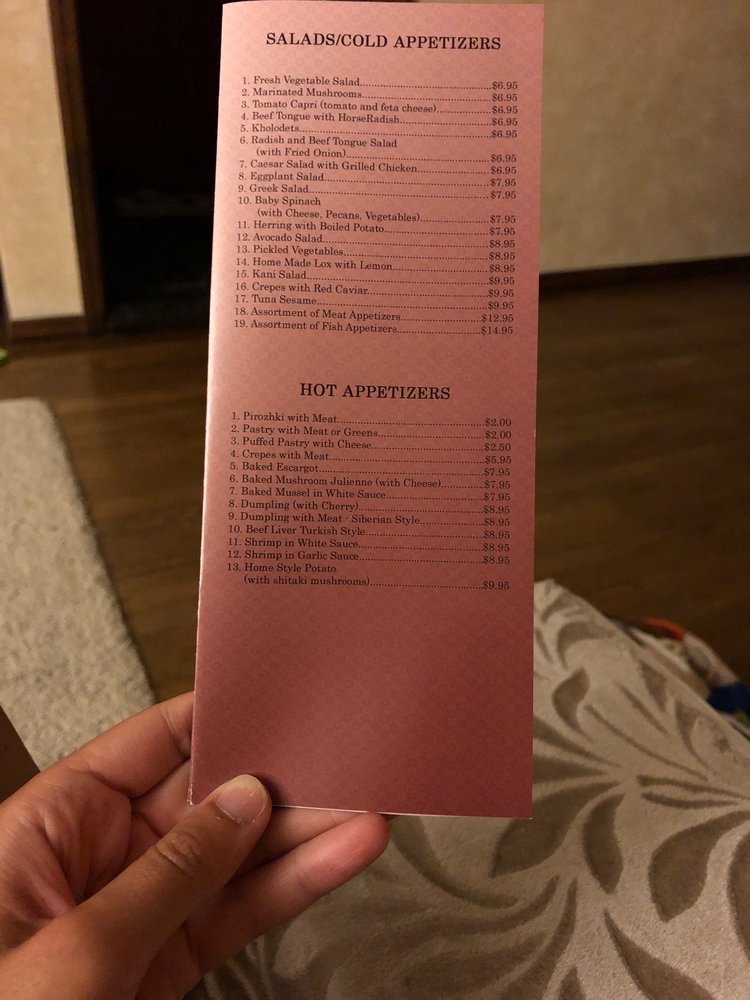 SALADS/COLD APPETIZERS
1. Fresh Vegetable Salad........................................$6.95
2. Marinated Mushrooms........................................$6.95
3. Tomato Capri (tomato and feta cheese)................$6.95
4. Beef Tongue with HorseRadish............................$6.95
5. Kholodets............................................................$6.95
6. Radish and Beef Tongue Salad
(with Fried Onion)............................................$6.95
7. Caesar Salad with Grilled Chicken......................$6.95
8. Eggplant Salad...................................................$7.95
9. Greek Salad........................................................$7.95
10. Baby Spinach
(with Cheese, Pecans, Vegetables).....................$7.95
11. Herring with Boiled Potato................................$7.95
12. Avocado Salad...................................................$8.95
13. Pickled Vegetables............................................$8.95
14. Home Made Lox with Lemon............................$8.95
15. Kani Salad........................................................$9.95
16. Crepes with Red Caviar....................................$9.95
17. Tuna Sesame.....................................................$9.95
18. Assortment of Meat Appetizers........................$12.95
19. Assortment of Fish Appetizers.........................$14.95
HOT APPETIZERS
1. Pirozhki with Meat.............................................$2.00
2. Pastry with Meat or Greens................................$2.00
3. Puffed Pastry with Cheese..................................$2.50
4. Crepes with Meat................................................$5.95
5. Baked Escargot...................................................$7.95
6. Baked Mushroom Julienne (with Cheese)............$7.95
7. Baked Mussel in White Sauce.............................$7.95
8. Dumpling (with Cherry)......................................$8.95
9. Dumpling with Meat - Siberian Style..................$8.95
10. Beef Liver Turkish Style...................................$8.95
11. Shrimp in White Sauce......................................$8.95
12. Shrimp in Garlic Sauce.....................................$8.95
13. Home Style Potato
(with shitaki mushrooms)..................................$9.95